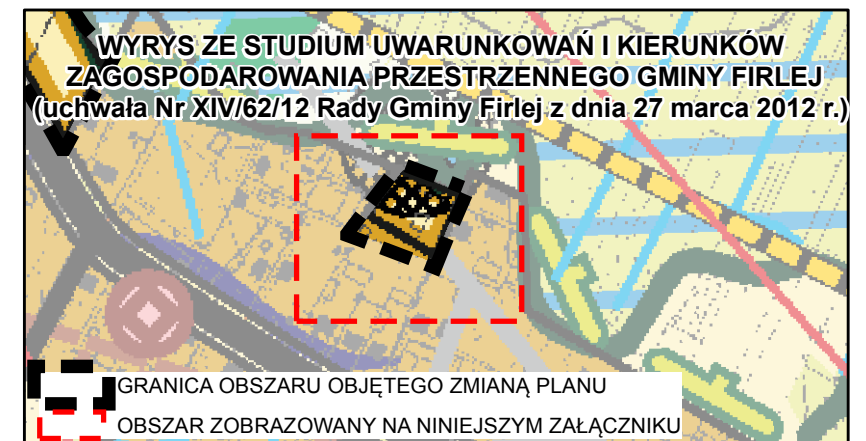 WYRYS ZE STUDIUM UWARUNKOWAŃ I KIERUNKÓW
ZAGOSPODAROWANIA PRZESTRZENNEGO GMINY FIRLEJ
(uchwała Nr XIV/62/12 Rady Gminy Firlej z dnia 27 marca 2012 r.)
GRANICA OBSZARU OBJĘTEGO ZMIANĄ PLANU
OBSZAR ZOBRAZOWANY NA NINIEJSZYM ZAŁĄCZNIKU